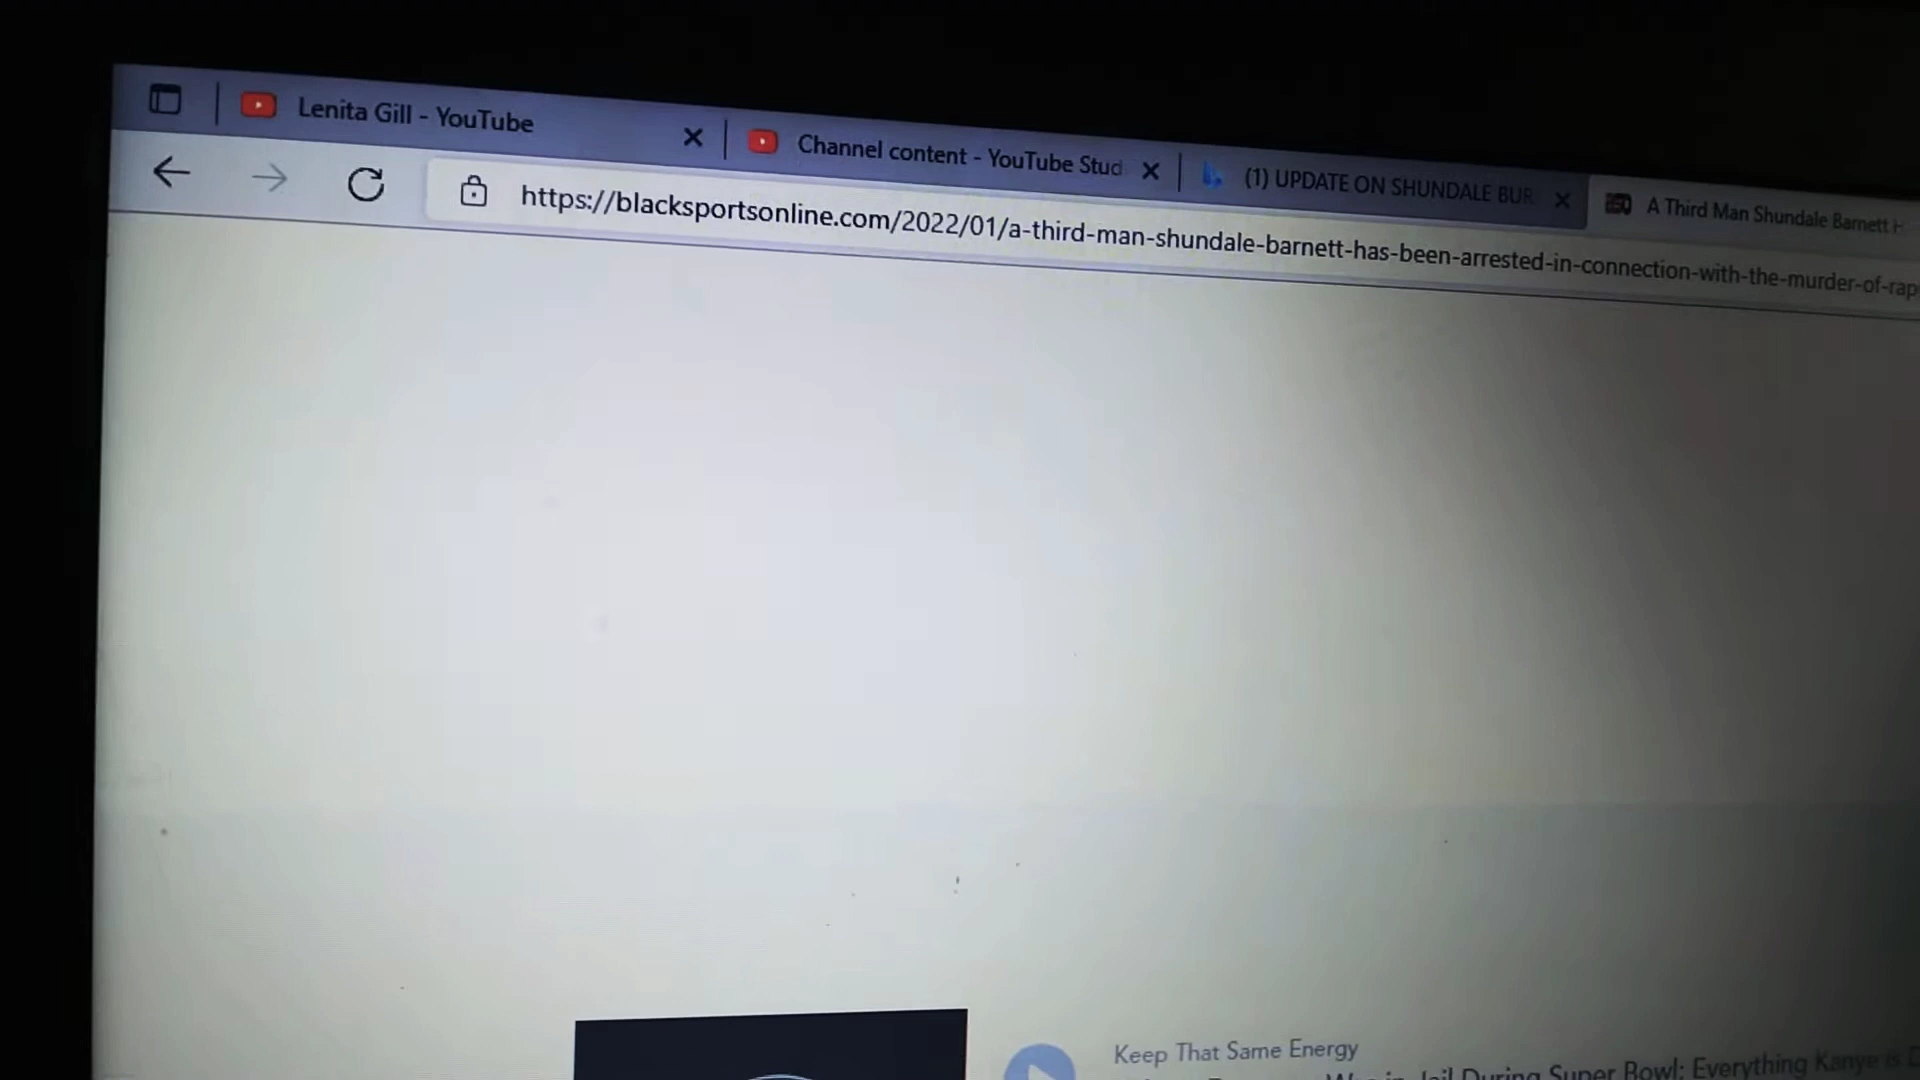 Lenita Gill - YouTube
Channel content - YouTube Stud
(1) UPDATE ON SHUNDALE BUR
A Third Man Shundale Barnett H
https://blacksportsonline.com/2022/01/a-third-man-shundale-barnett-has-been-arrested-in-connection-with-the-murder-of-rap
Keep That Same Energy
Jail During Super Bowl: Everything Kanye is